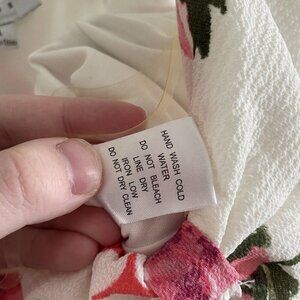 HAND WASH COLD
WATER
DO NOT BLEACH
LINE DRY
IRON LOW
DO NOT DRY CLEAN